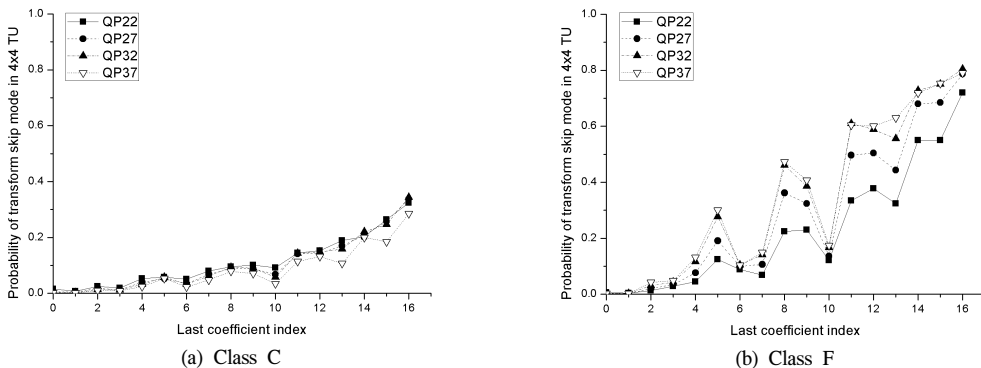 Probability of transform skip mode in 4x4 TU
1.0
0.8
0.6
0.4
0.2
0.0
QP22
QP27
QP32
QP37
0 2 4 6 8 10 12 14 16
Last coefficient index
(a) Class C
Probability of transform skip mode in 4x4 TU
1.0
0.8
0.6
0.4
0.2
0.0
QP22
QP27
QP32
QP37
0 2 4 6 8 10 12 14 16
Last coefficient index
(b) Class F